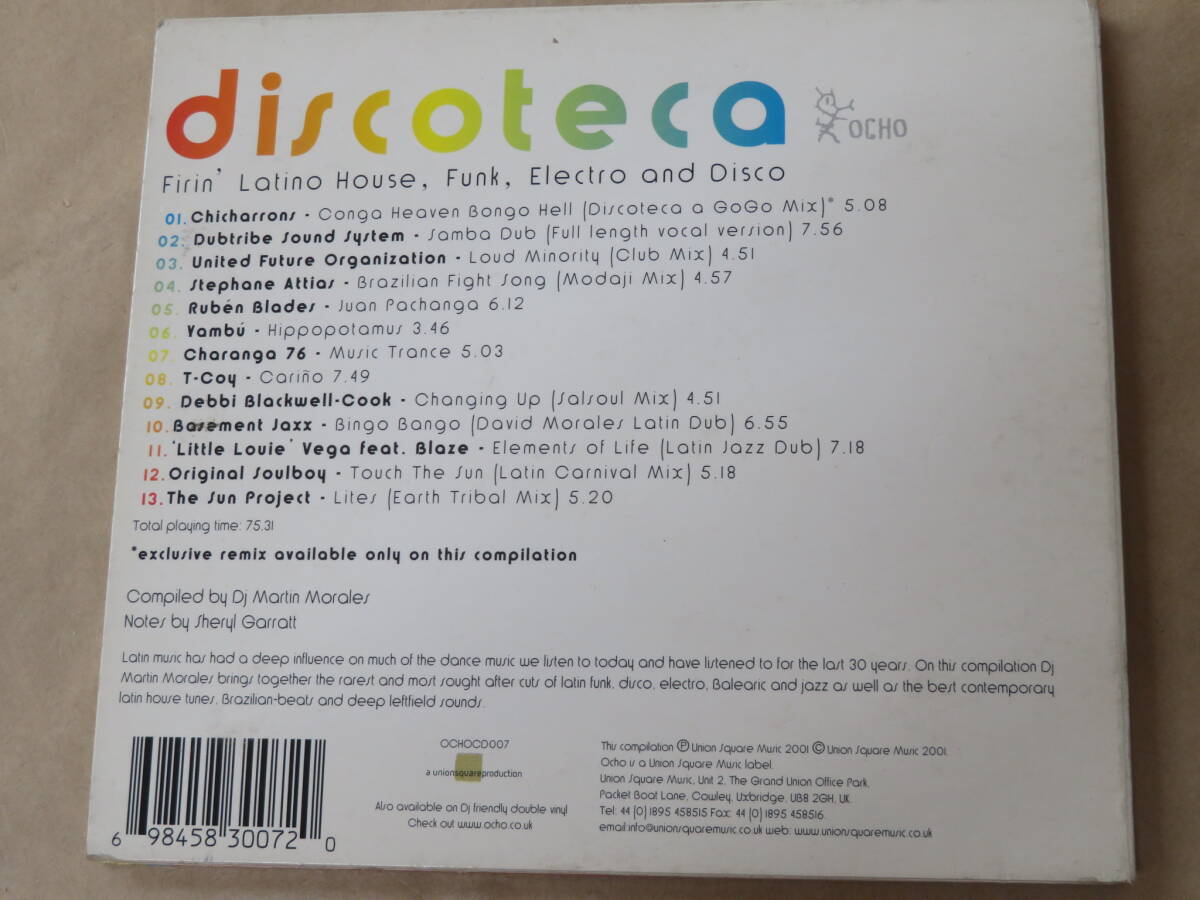 discoteca
OCHO
Firin' Latino House, Funk, Electro and Disco
01. Chicharrons - Conga Heaven Bongo Hell (Discoteca a GoGo Mix)* 5.08
02. Dubtribe Sound System - Samba Dub (Full length vocal version) 7.56
03. United Future Organization - Loud Minority (Club Mix) 4.51
04. Stephane Attias - Brazilian Fight Song (Modaji Mix) 4.57
05. Rubén Blades - Juan Pachanga 6.12
06. Yambú - Hippopotamus 3.46
07. Charanga 76 - Music Trance 5.03
08. T-Coy - Cariño 7.49
09. Debbi Blackwell-Cook - Changing Up (Salsoul Mix) 4.51
10. Basement Jaxx - Bingo Bango (David Morales Latin Dub) 6.55
11. 'Little Louie' Vega feat. Blaze - Elements of Life (Latin Jazz Dub) 7.18
12. Original Soulboy - Touch The Sun (Latin Carnival Mix) 5.18
13. The Sun Project - Lites (Earth Tribal Mix) 5.20
Total playing time: 75.31
*exclusive remix available only on this compilation
Compiled by Dj Martin Morales
Notes by Sheryl Garratt
Latin music has had a deep influence on much of the dance music we listen to today and have listened to for the last 30 years. On this compilation Dj
Martin Morales brings together the rarest and most sought after cuts of latin funk, disco, electro, Balearic and jazz as well as the best contemporary
latin house tunes, Brazilian-beats and deep leftfield sounds.
OCHOCD007
a unionsquareproduction
Also available on Dj friendly double vinyl
Check out www.ocho.co.uk
This compilation Ⓟ Union Square Music 2001 © Union Square Music 2001.
Ocho is a Union Square Music label.
Union Square Music, Unit 2, The Grand Union Office Park,
Packet Boat Lane, Cowley, Uxbridge, UB8 2GH, UK.
Tel: 44 (0) 1895 458515 Fax: 44 (0) 1895 458516.
email:info@unionsquaremusic.co.uk web: www.unionsquaremusic.co.uk
6 98458 30072 0